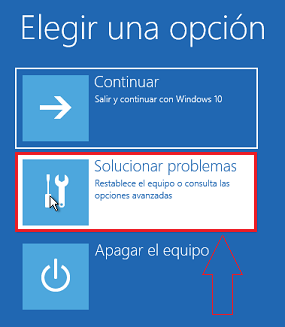 Elegir una opción
Continuar
Salir y continuar con Windows 10
Solucionar problemas
Restablece el equipo o consulta las
opciones avanzadas
Apagar el equipo